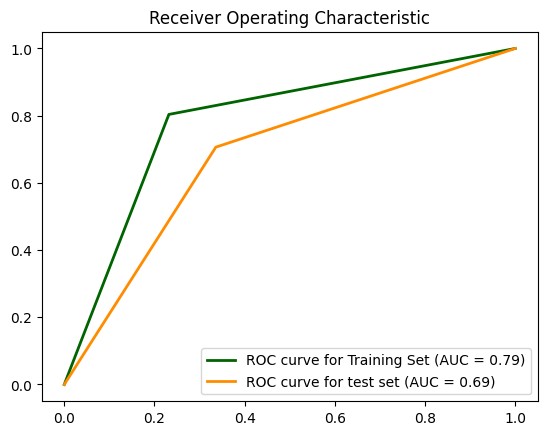 Receiver Operating Characteristic
1.0
0.8
0.6
0.4
0.2
0.0
ROC curve for Training Set (AUC = 0.79)
ROC curve for test set (AUC = 0.69)
0.0 0.2 0.4 0.6 0.8 1.0